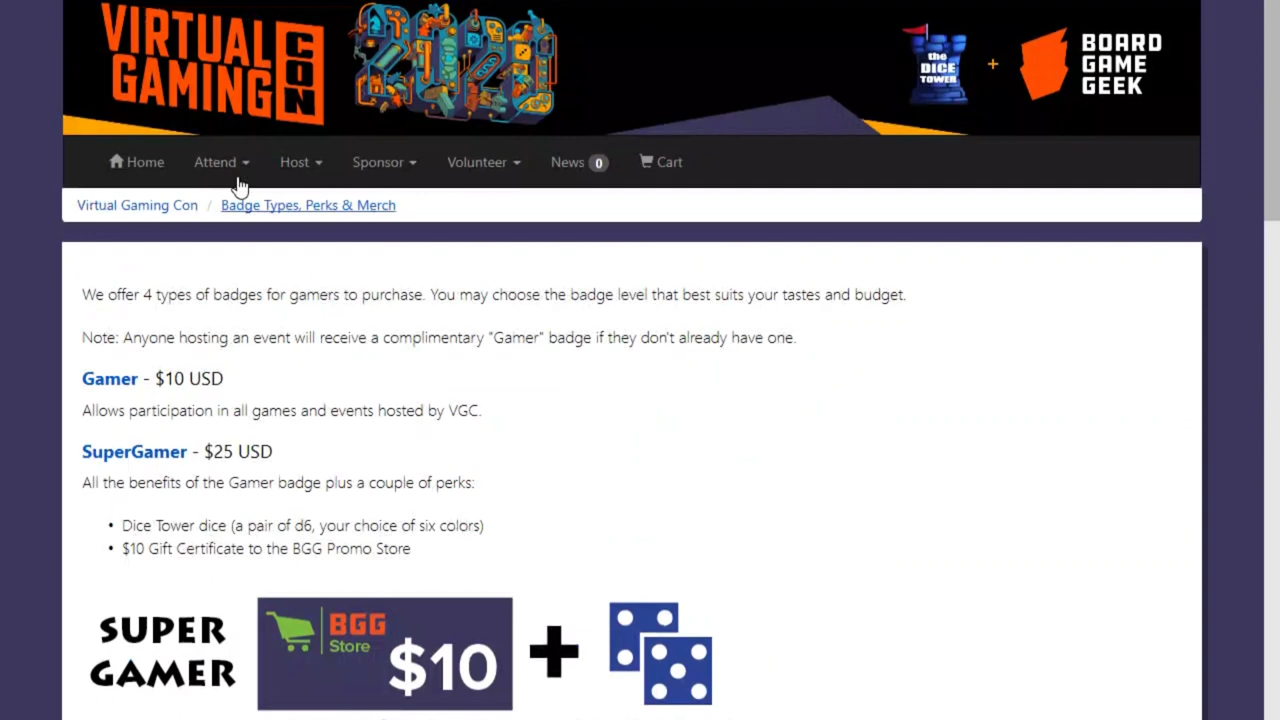 VIRTUAL
GAMING
CON
2020
the
DICE
TOWER
+
BOARD
GAME
GEEK
Home
Attend
Host
Sponsor
Volunteer
News 0
Cart
Virtual Gaming Con / Badge Types, Perks & Merch
We offer 4 types of badges for gamers to purchase. You may choose the badge level that best suits your tastes and budget.
Note: Anyone hosting an event will receive a complimentary "Gamer" badge if they don't already have one.
Gamer - $10 USD
Allows participation in all games and events hosted by VGC.
SuperGamer - $25 USD
All the benefits of the Gamer badge plus a couple of perks:
• Dice Tower dice (a pair of d6, your choice of six colors)
• $10 Gift Certificate to the BGG Promo Store
SUPER
GAMER
BGG
Store
$10
+